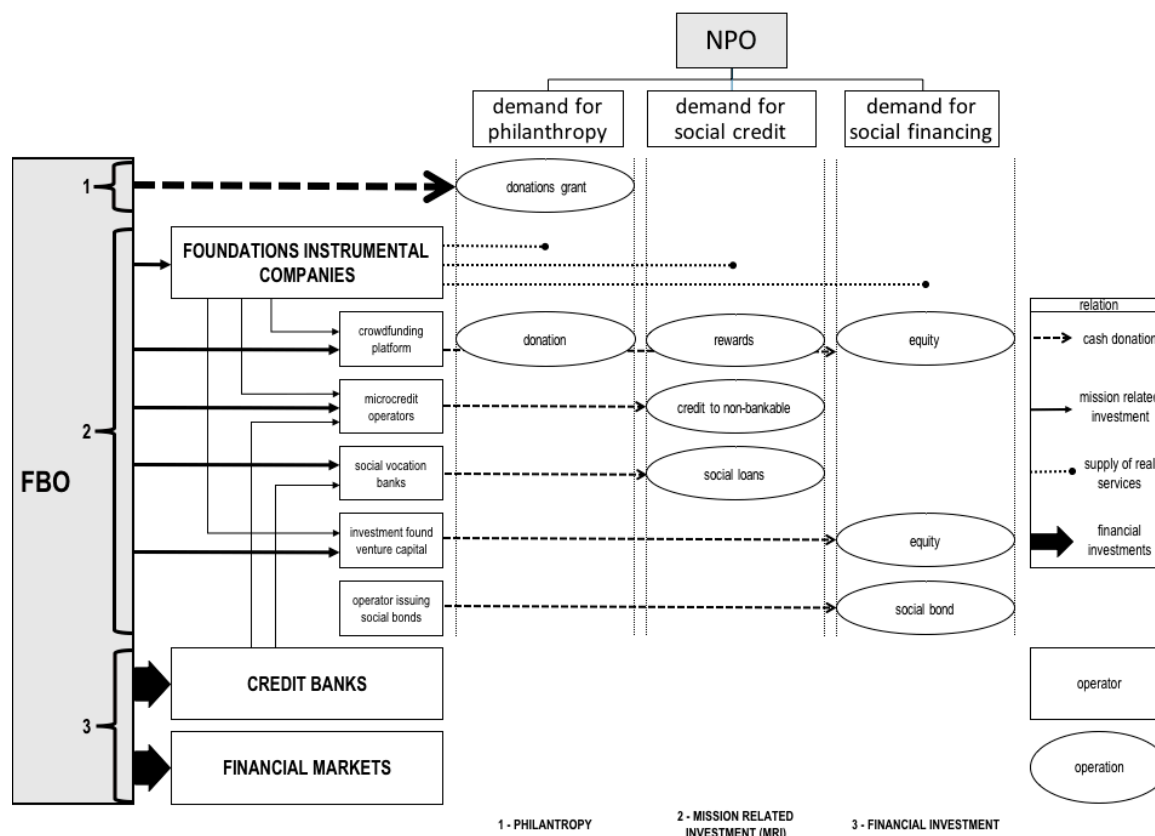 NPO
demand for
philanthropy
demand for
social credit
demand for
social financing
FBO
1
donations grant
2
FOUNDATIONS INSTRUMENTAL
COMPANIES
crowdfunding
platform
donation
rewards
equity
microcredit
operators
credit to non-bankable
social vocation
banks
social loans
investment found
venture capital
equity
operator issuing
social bonds
social bond
3
CREDIT BANKS
FINANCIAL MARKETS
relation
cash donation
mission related
investment
supply of real
services
financial
investments
operator
operation
1 - PHILANTHROPY
2 - MISSION RELATED
INVESTMENT (MRI)
3 - FINANCIAL INVESTMENT